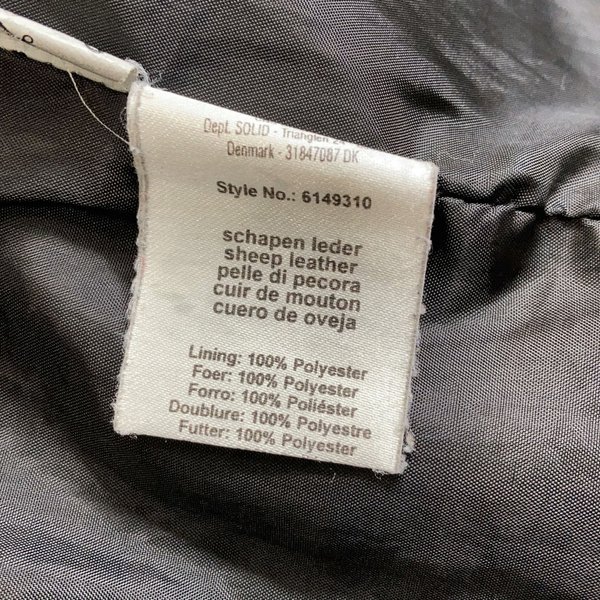 Dept. SOLID - Trianglen 24
Denmark - 31847087 DK
Style No.: 6149310
schapen leder
sheep leather
pelle di pecora
cuir de mouton
cuero de oveja
Lining: 100% Polyester
Foer: 100% Polyester
Forro: 100% Poliéster
Doublure: 100% Polyestre
Futter: 100% Polyester